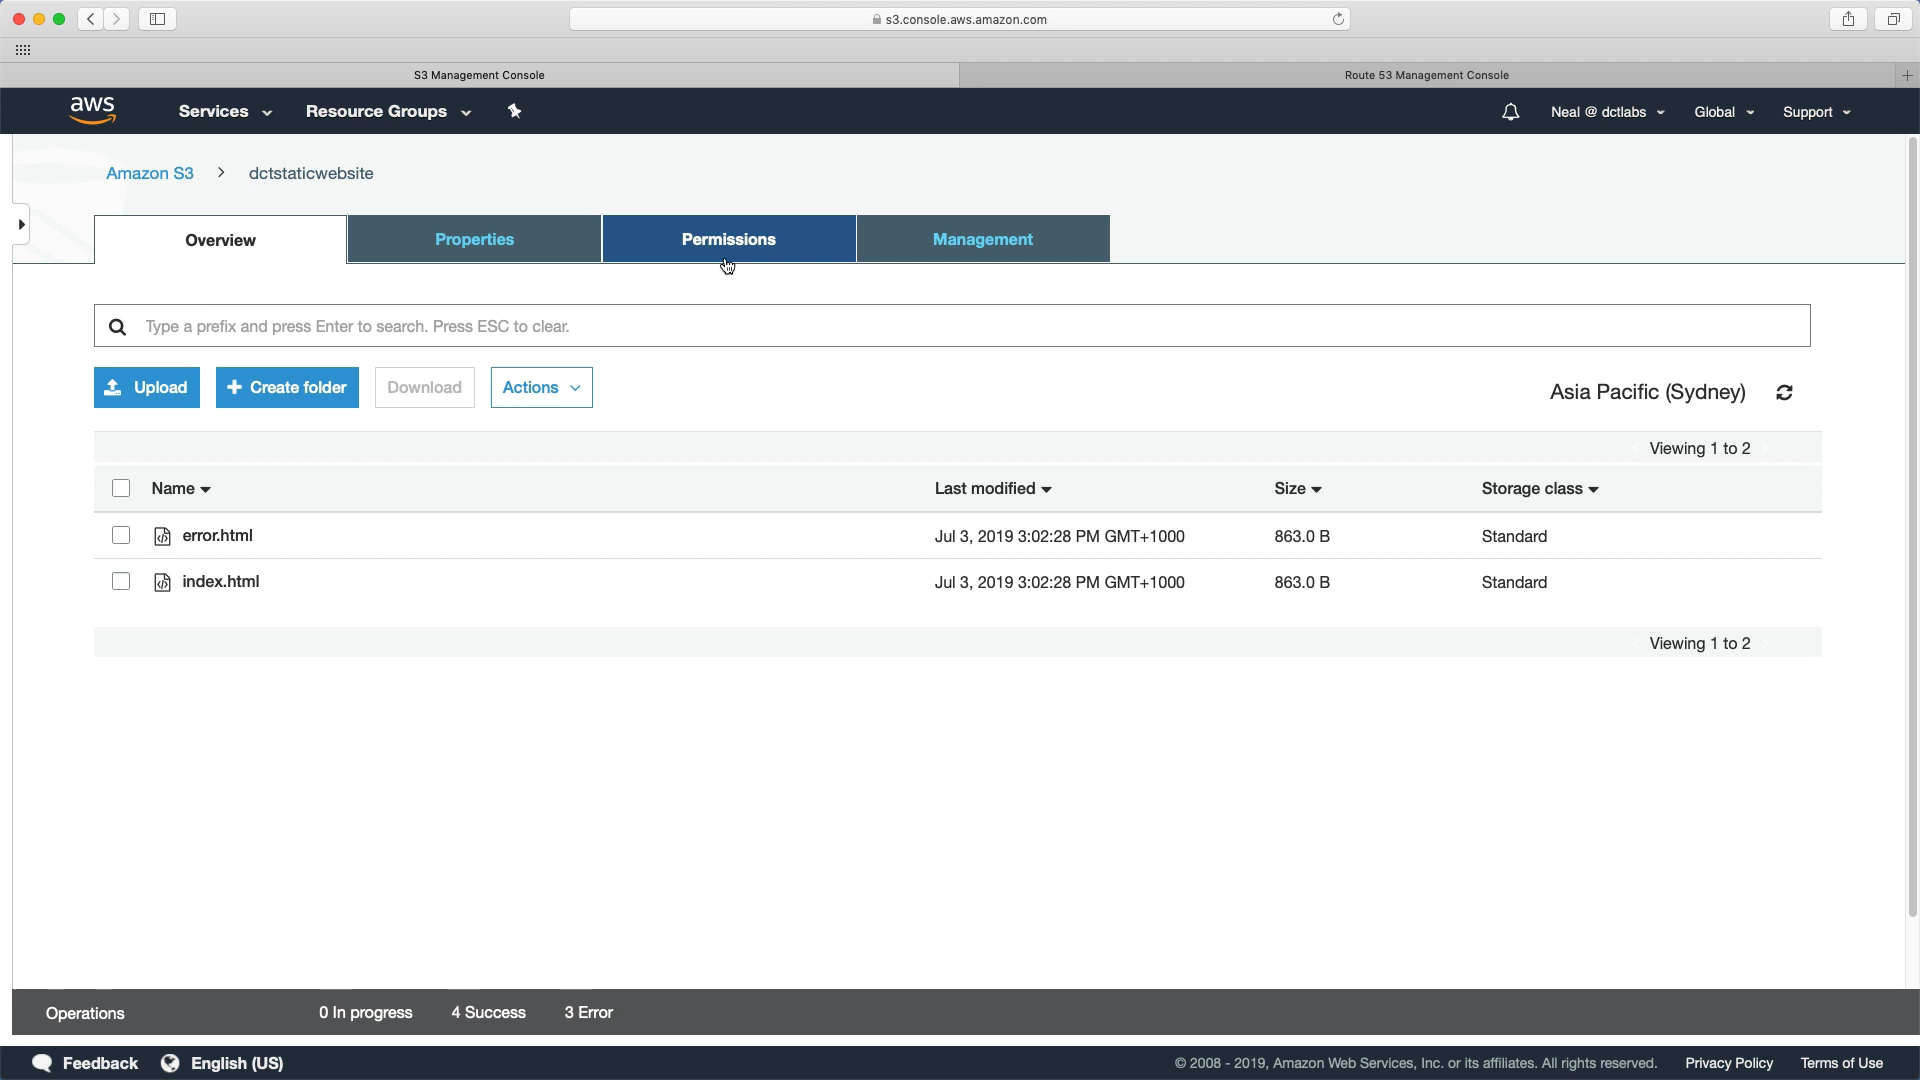 s3.console.aws.amazon.com
S3 Management Console
Route 53 Management Console
aws
Services
Resource Groups
Neal @ dctlabs
Global
Support
Amazon S3
dctstaticwebsite
Overview
Properties
Permissions
Management
Type a prefix and press Enter to search. Press ESC to clear.
Upload
Create folder
Download
Actions
Asia Pacific (Sydney)
Viewing 1 to 2
Name
Last modified
Size
Storage class
error.html
Jul 3, 2019 3:02:28 PM GMT+1000
863.0 B
Standard
index.html
Jul 3, 2019 3:02:28 PM GMT+1000
863.0 B
Standard
Viewing 1 to 2
Operations
0 In progress
4 Success
3 Error
Feedback
English (US)
© 2008 - 2019, Amazon Web Services, Inc. or its affiliates. All rights reserved.
Privacy Policy
Terms of Use